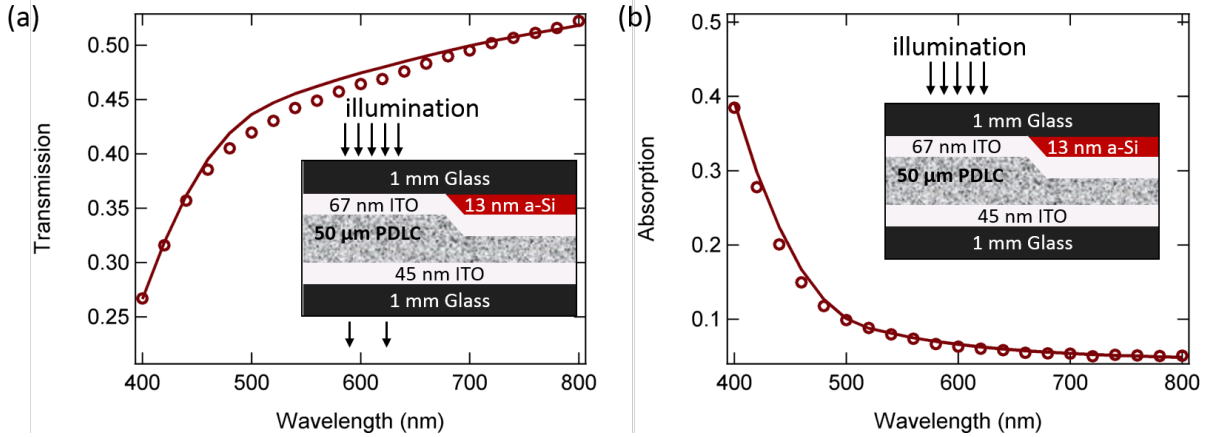 (a)
0.50
0.45
0.40
0.35
0.30
0.25
Transmission
400
500
600
700
800
Wavelength (nm)
illumination
1 mm Glass
67 nm ITO
13 nm a-Si
50 µm PDLC
45 nm ITO
1 mm Glass
(b)
0.5
0.4
0.3
0.2
0.1
Absorption
400
500
600
700
800
Wavelength (nm)
illumination
1 mm Glass
67 nm ITO
13 nm a-Si
50 µm PDLC
45 nm ITO
1 mm Glass